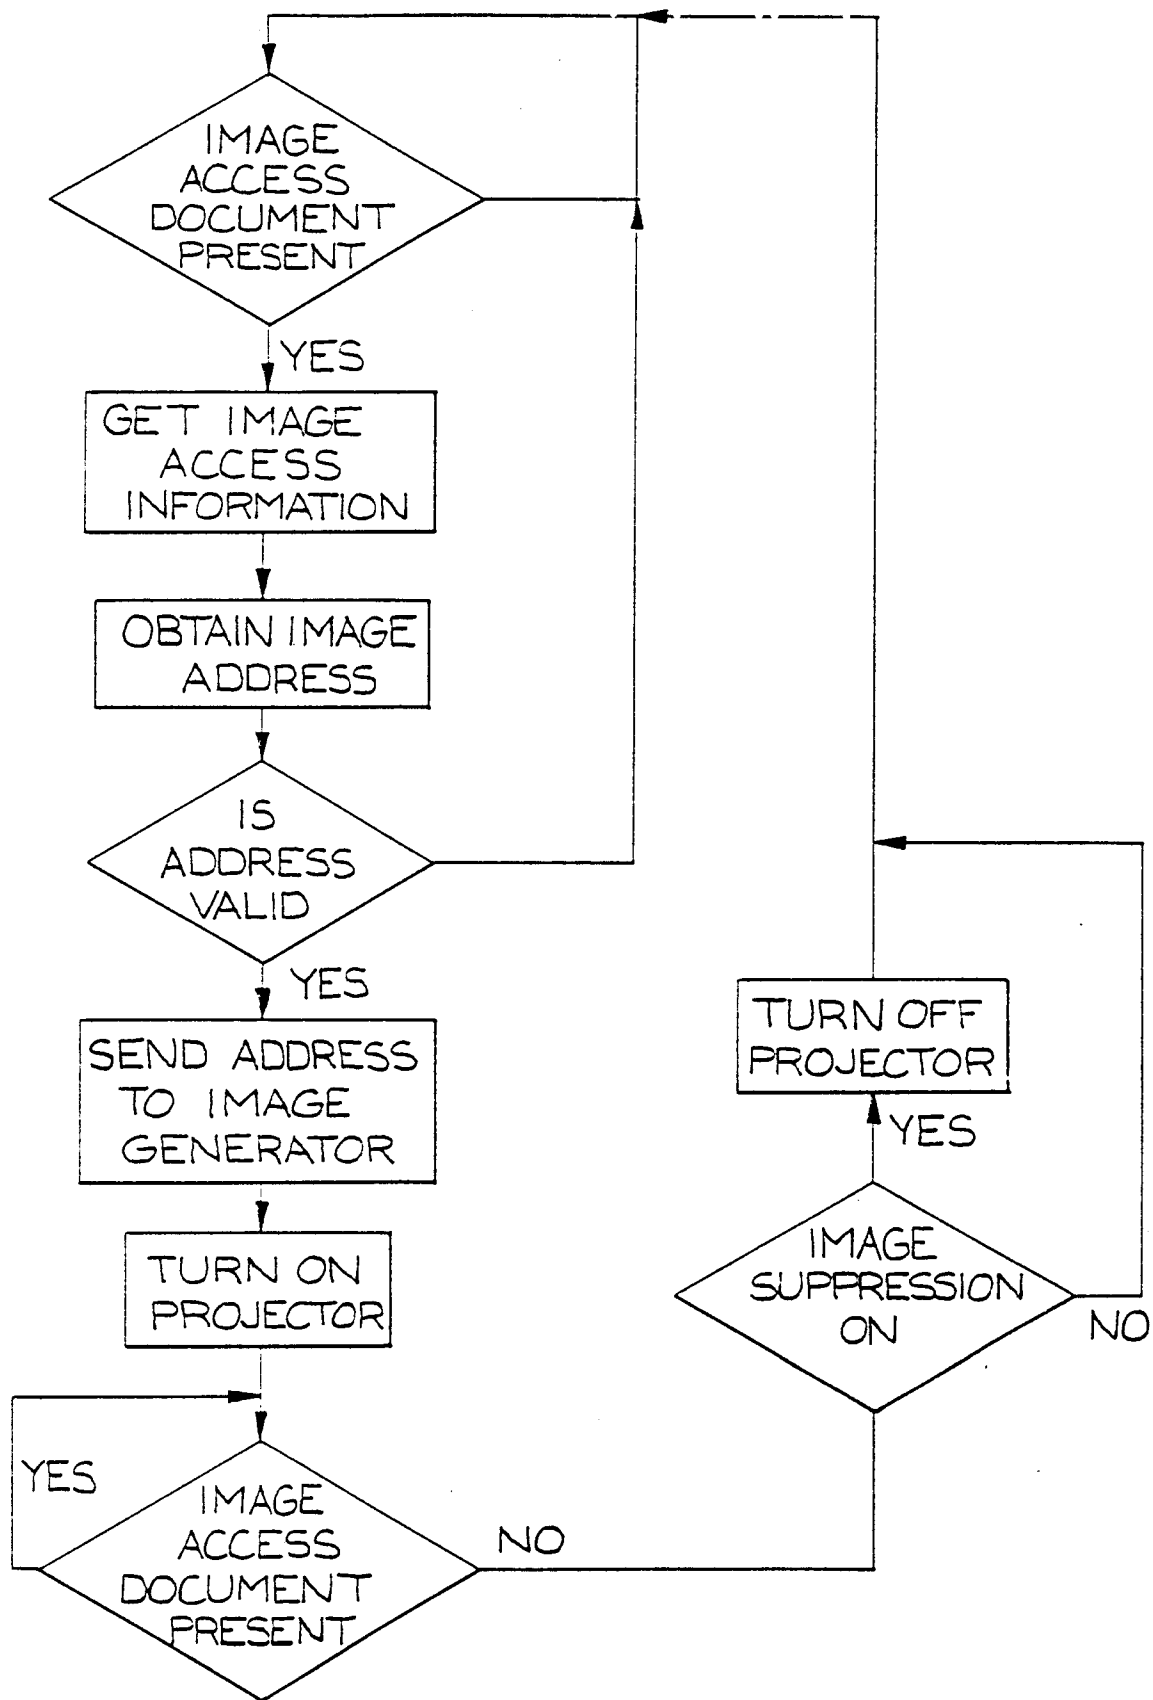 IMAGE
ACCESS
DOCUMENT
PRESENT
YES
GET IMAGE
ACCESS
INFORMATION
OBTAIN IMAGE
ADDRESS
IS
ADDRESS
VALID
YES
SEND ADDRESS
TO IMAGE
GENERATOR
TURN ON
PROJECTOR
YES
IMAGE
ACCESS
DOCUMENT
PRESENT
NO
IMAGE
SUPPRESSION
ON
NO
YES
TURN OFF
PROJECTOR